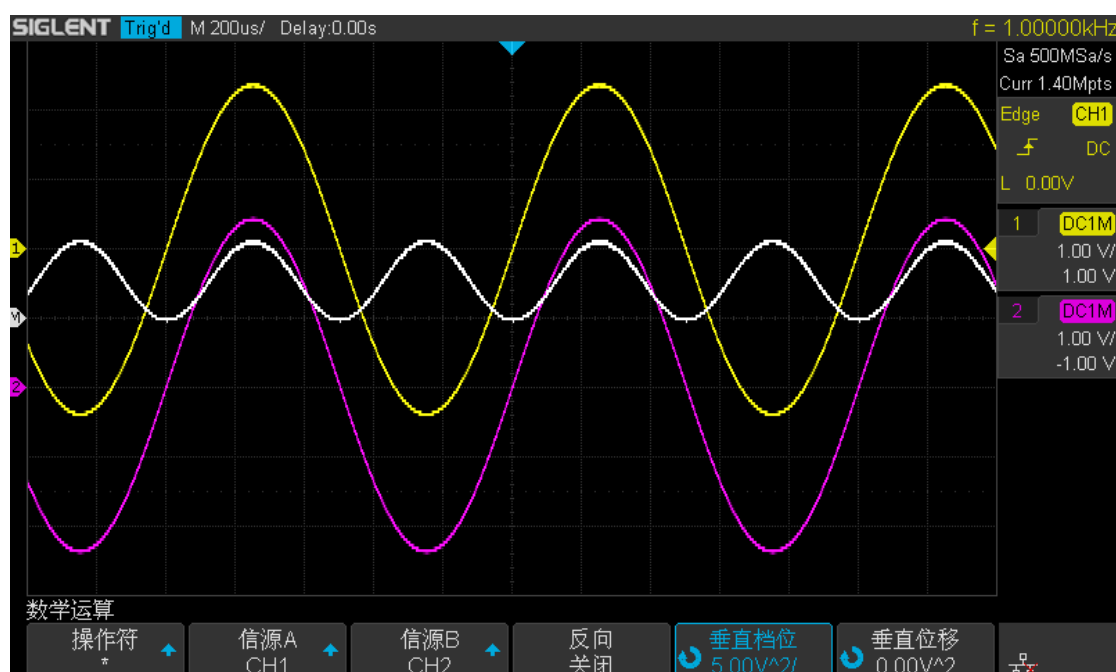 SIGLENT Trig'd M 200us/ Delay:0.00s f = 1.00000kHz
Sa 500MSa/s
Curr 1.40Mpts
Edge CH1
DC
L 0.00V
1 DC1M
1.00 V/
1.00 V
2 DC1M
1.00 V/
-1.00 V
1
M
2
数学运算
操作符 信源A 信源B 反向 垂直档位 垂直位移
* CH1 CH2 关闭 5.00V^2/ 0.00V^2